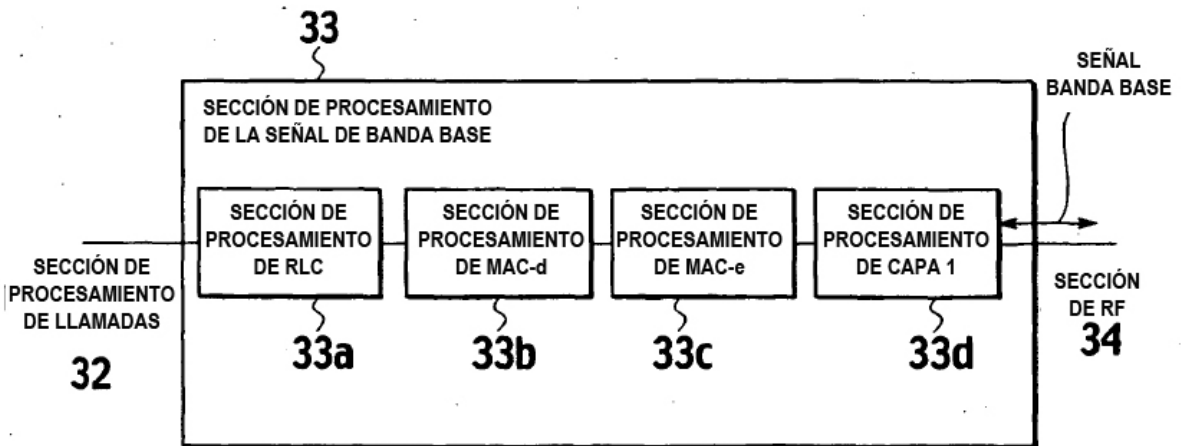 33
SEÑAL
BANDA BASE
SECCIÓN DE PROCESAMIENTO
DE LA SEÑAL DE BANDA BASE
SECCIÓN DE
PROCESAMIENTO
DE RLC
SECCIÓN DE
PROCESAMIENTO
DE MAC-d
SECCIÓN DE
PROCESAMIENTO
DE MAC-e
SECCIÓN DE
PROCESAMIENTO
DE CAPA 1
SECCIÓN DE
PROCESAMIENTO
DE LLAMADAS
32
33a
33b
33c
33d
SECCIÓN
DE RF
34